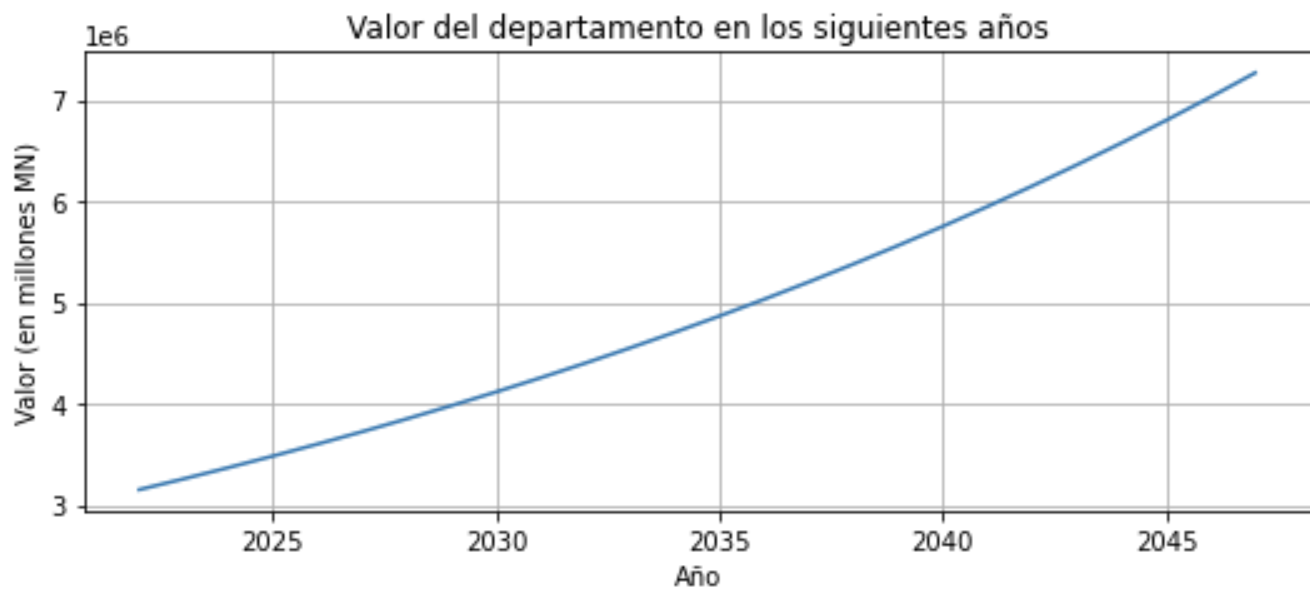 Valor del departamento en los siguientes años
1e6
7
6
5
4
3
Valor (en millones MN)
2025 2030 2035 2040 2045
Año